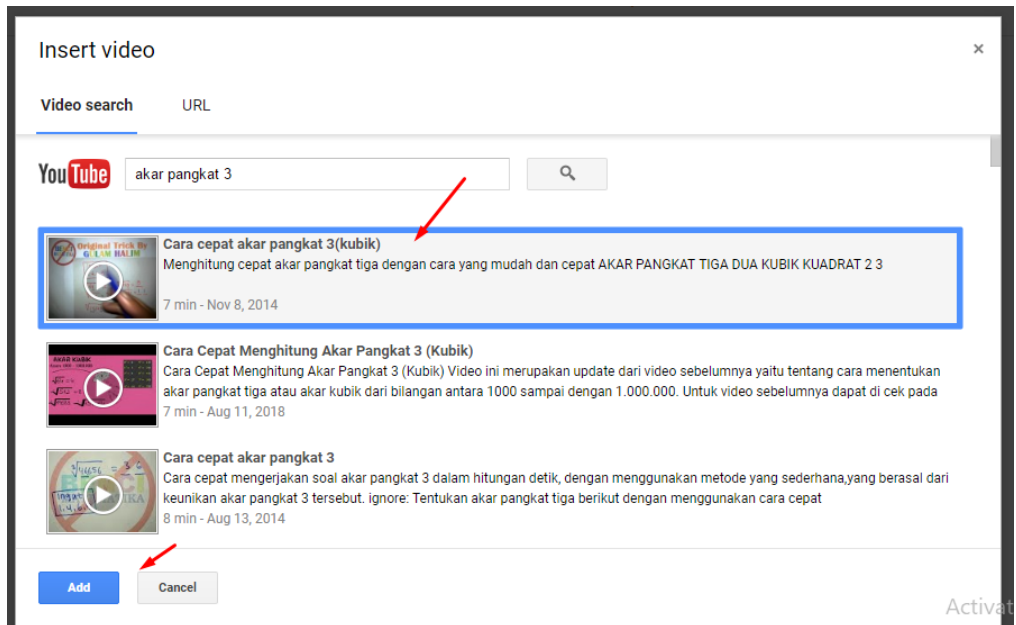 Insert video
×
Video search URL
YouTube akar pangkat 3
Original Trick By
GULAM HALIM
Cara cepat akar pangkat 3(kubik)
Menghitung cepat akar pangkat tiga dengan cara yang mudah dan cepat AKAR PANGKAT TIGA DUA KUBIK KUADRAT 2 3
7 min - Nov 8, 2014
AKAR KUBIK
Cara Cepat Menghitung Akar Pangkat 3 (Kubik)
Cara Cepat Menghitung Akar Pangkat 3 (Kubik) Video ini merupakan update dari video sebelumnya yaitu tentang cara menentukan
akar pangkat tiga atau akar kubik dari bilangan antara 1000 sampai dengan 1.000.000. Untuk video sebelumnya dapat di cek pada
7 min - Aug 11, 2018
Cara cepat akar pangkat 3
Cara cepat mengerjakan soal akar pangkat 3 dalam hitungan detik, dengan menggunakan metode yang sederhana,yang berasal dari
keunikan akar pangkat 3 tersebut. ignore: Tentukan akar pangkat tiga berikut dengan menggunakan cara cepat
8 min - Aug 13, 2014
Add Cancel
Activat